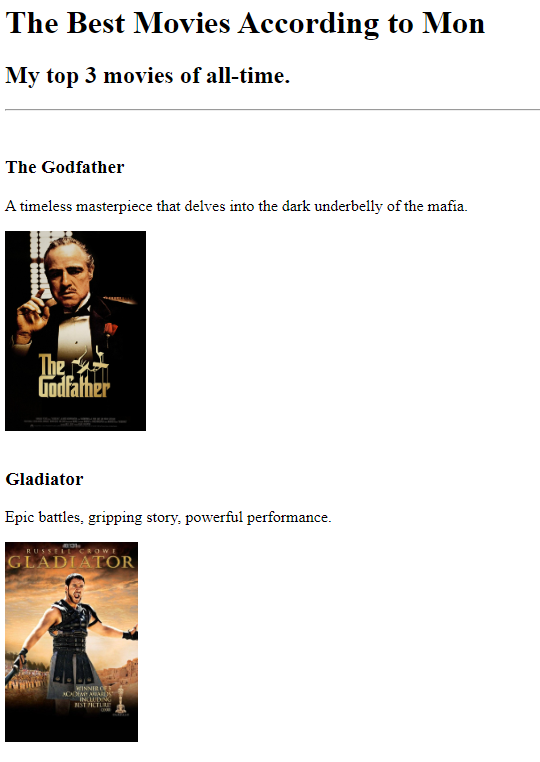 The Best Movies According to Mon
My top 3 movies of all-time.
The Godfather
A timeless masterpiece that delves into the dark underbelly of the mafia.
The
Godfather
Gladiator
Epic battles, gripping story, powerful performance.
RUSSELL CROWE
GLADIATOR
WINNER OF 5
ACADEMY AWARDS
INCLUDING
BEST PICTURE